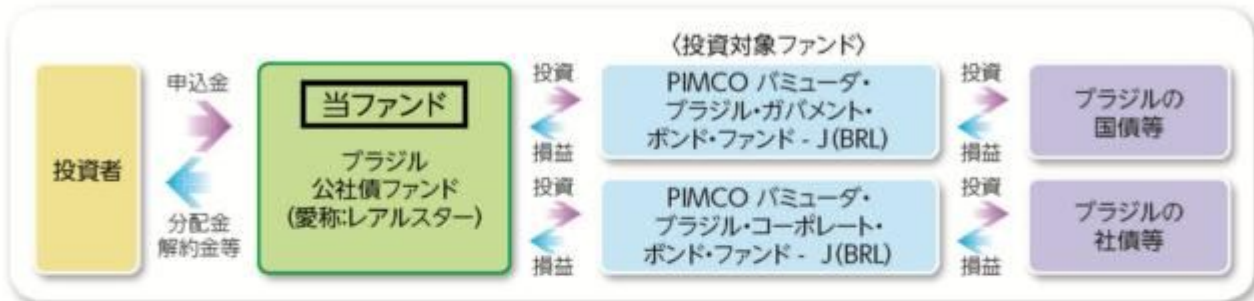 〈投資対象ファンド〉
投資者
申込金
分配金
解約金等
当ファンド
ブラジル
公社債ファンド
(愛称:レアルスター)
投資
損益
PIMCO バミューダ・
ブラジル・ガバメント・
ボンド・ファンド - J(BRL)
投資
損益
ブラジルの
国債等
投資
損益
PIMCO バミューダ・
ブラジル・コーポレート・
ボンド・ファンド - J(BRL)
投資
損益
ブラジルの
社債等